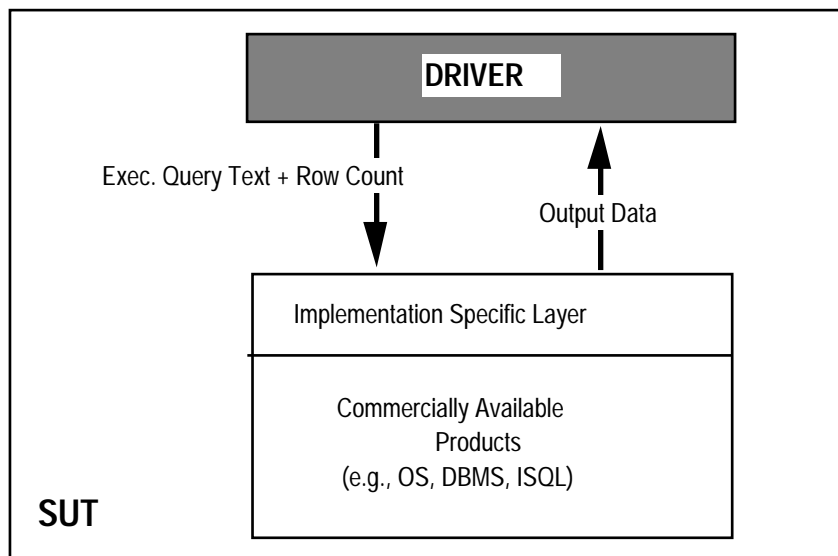 DRIVER
Exec. Query Text + Row Count
Output Data
Implementation Specific Layer
Commercially Available
Products
(e.g., OS, DBMS, ISQL)
SUT